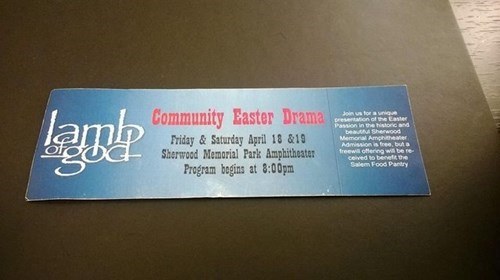 lamb
of god
Community Easter Drama
Friday & Saturday April 18 &19
Sherwood Memorial Park Amphitheater
Program begins at 8:00pm
Join us for a unique
presentation of the Easter
Passion in the historic and
beautiful Sherwood
Memorial Amphitheater.
Admission is free, but a
freewill offering will be re-
ceived to benefit the
Salem Food Pantry